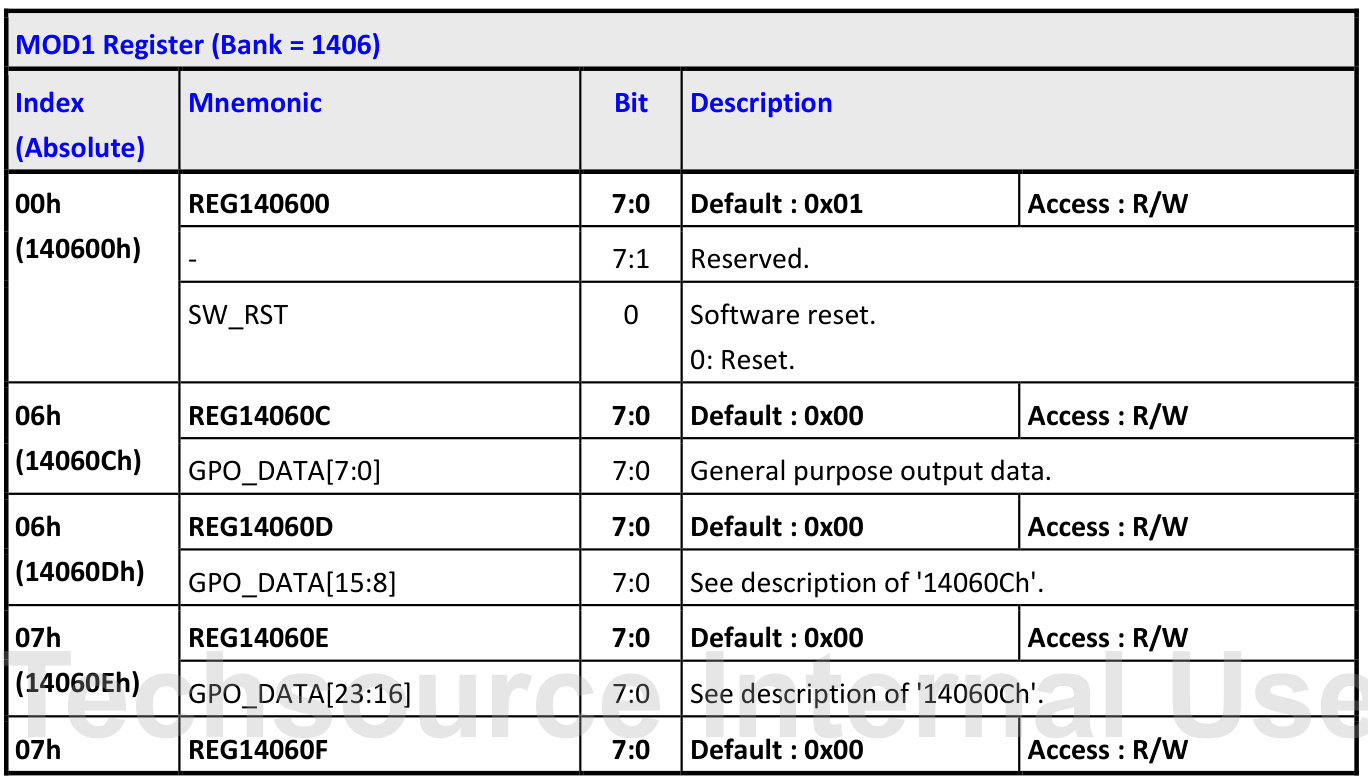 MOD1 Register (Bank = 1406)
Index (Absolute) Mnemonic Bit Description
00h (140600h) REG140600 7:0 Default : 0x01 Access : R/W
- 7:1 Reserved.
SW_RST 0 Software reset.
0: Reset.
06h (14060Ch) REG14060C 7:0 Default : 0x00 Access : R/W
GPO_DATA[7:0] 7:0 General purpose output data.
06h (14060Dh) REG14060D 7:0 Default : 0x00 Access : R/W
GPO_DATA[15:8] 7:0 See description of '14060Ch'.
07h (14060Eh) REG14060E 7:0 Default : 0x00 Access : R/W
GPO_DATA[23:16] 7:0 See description of '14060Ch'.
07h REG14060F 7:0 Default : 0x00 Access : R/W
Techsource Internal Use